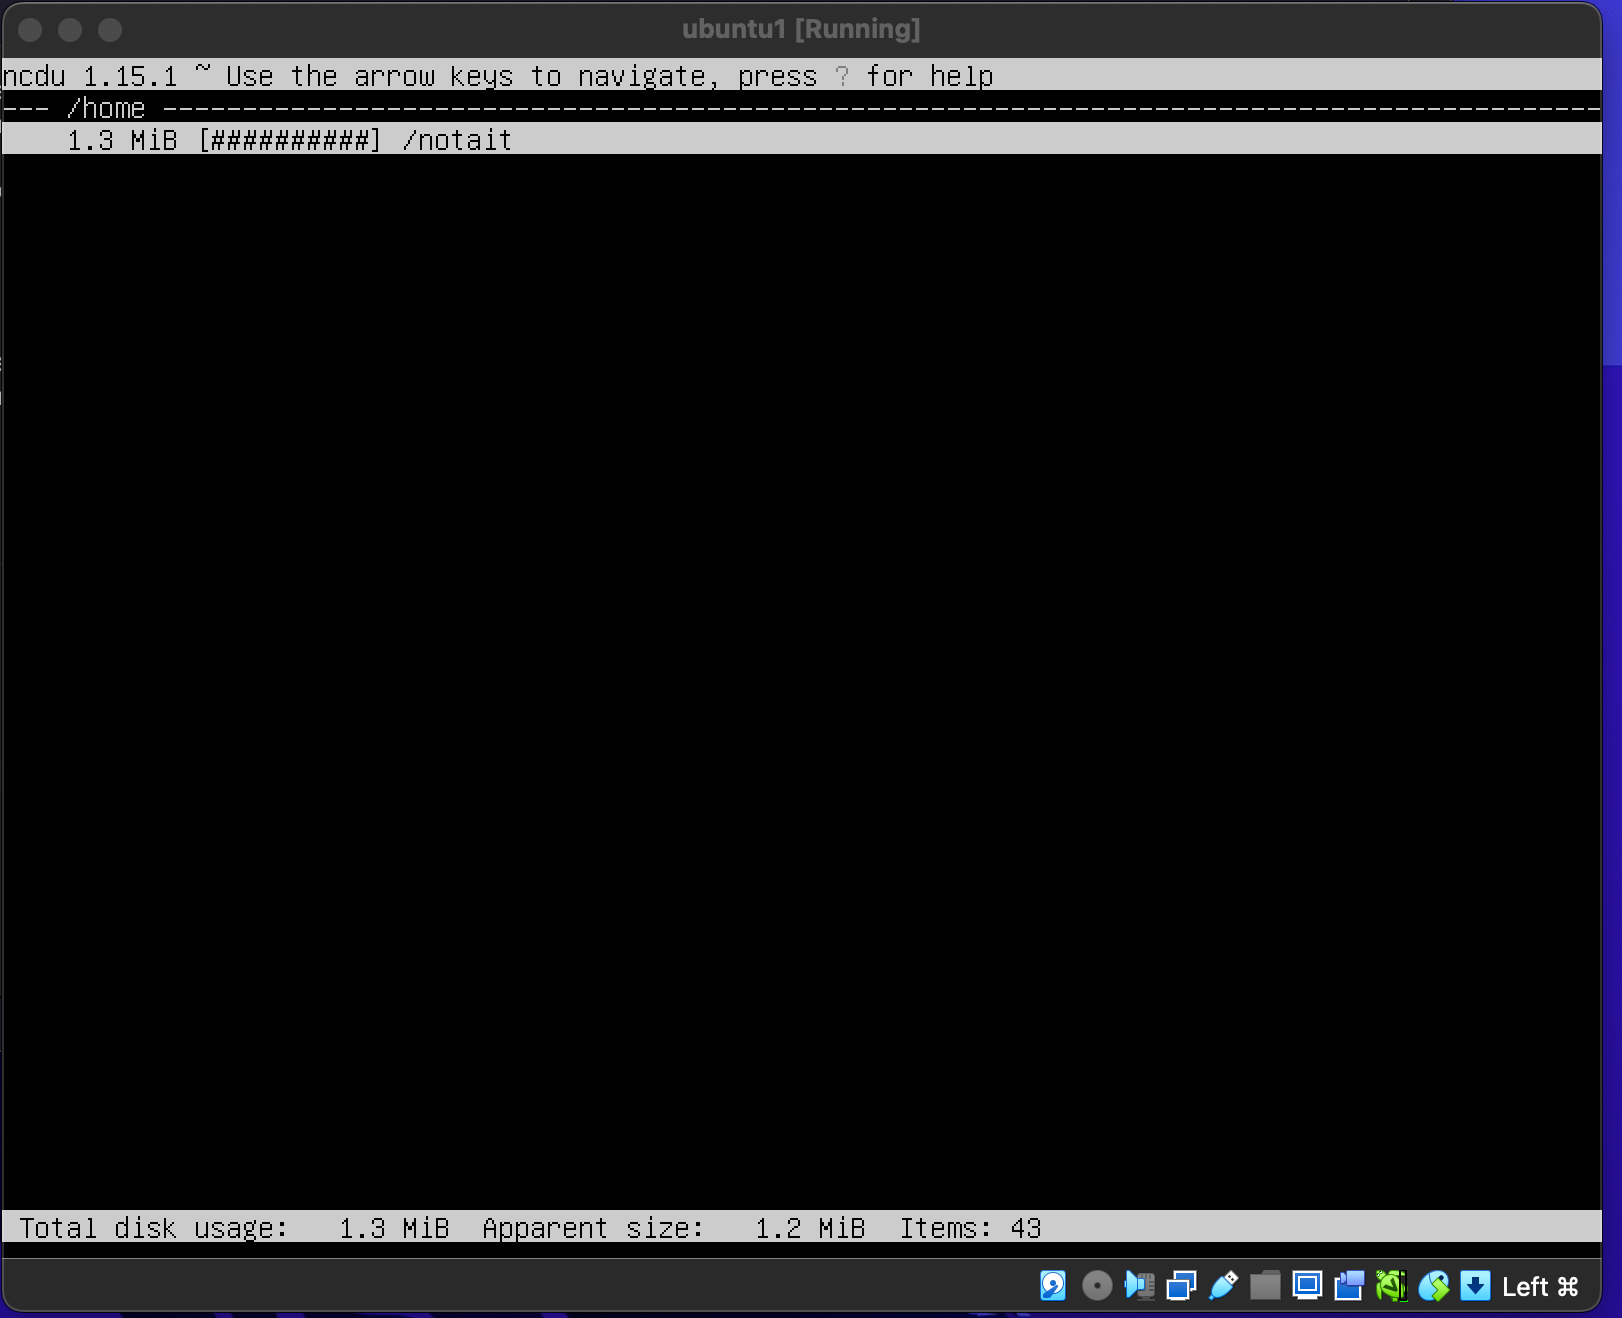 ubuntu1 [Running]
ncdu 1.15.1 ~ Use the arrow keys to navigate, press ? for help
--- /home ------------------------------------------------------------------------------------------
1.3 MiB [##########] /notait
Total disk usage: 1.3 MiB Apparent size: 1.2 MiB Items: 43
Left ⌘